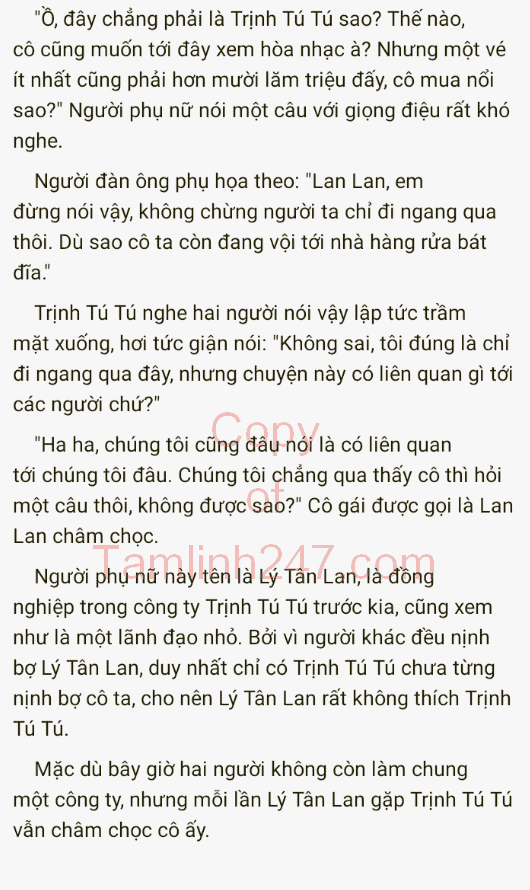 "Ồ, đây chẳng phải là Trịnh Tú Tú sao? Thế nào,
cô cũng muốn tới đây xem hòa nhạc à? Nhưng một vé
ít nhất cũng phải hơn mười lăm triệu đấy, cô mua nổi
sao?" Người phụ nữ nói một câu với giọng điệu rất khó
nghe.
Người đàn ông phụ họa theo: "Lan Lan, em
đừng nói vậy, không chừng người ta chỉ đi ngang qua
thôi. Dù sao cô ta còn đang vội tới nhà hàng rửa bát
đĩa."
Trịnh Tú Tú nghe hai người nói vậy lập tức trầm
mặt xuống, hơi tức giận nói: "Không sai, tôi đúng là chỉ
đi ngang qua đây, nhưng chuyện này có liên quan gì tới
các người chứ?"
Copy
"Ha ha, chúng tôi cũng đâu nói là có liên quan
tới chúng tôi đâu. Chúng tôi chẳng qua thấy cô thì hỏi
of
một câu thôi, không được sao?" Cô gái được gọi là Lan
Lan châm chọc.
Tamlinh247.com
Người phụ nữ này tên là Lý Tân Lan, là đồng
nghiệp trong công ty Trịnh Tú Tú trước kia, cũng xem
như là một lãnh đạo nhỏ. Bởi vì người khác đều nịnh
bợ Lý Tân Lan, duy nhất chỉ có Trịnh Tú Tú chưa từng
nịnh bợ cô ta, cho nên Lý Tân Lan rất không thích Trịnh
Tú Tú.
Mặc dù bây giờ hai người không còn làm chung
một công ty, nhưng mỗi lần Lý Tân Lan gặp Trịnh Tú Tú
vẫn châm chọc cô ấy.